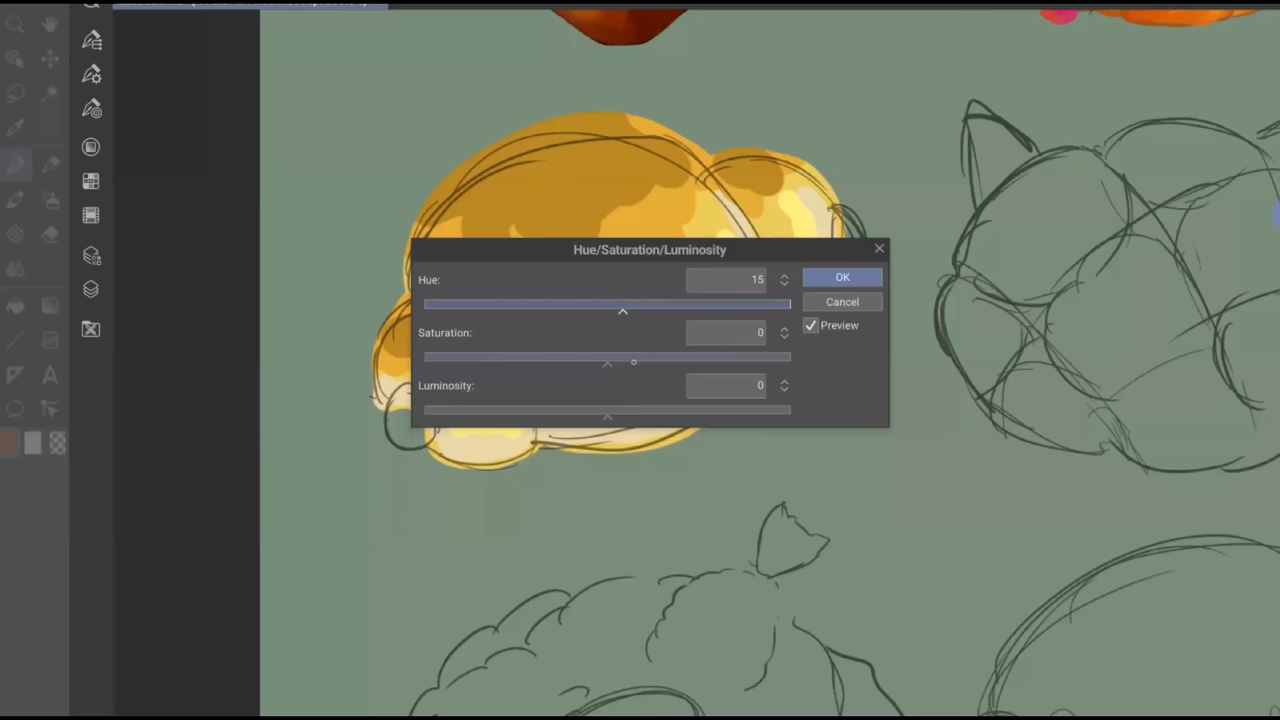 Hue/Saturation/Luminosity
Hue: 15
OK
Cancel
Saturation: 0
Preview
Luminosity: 0
A